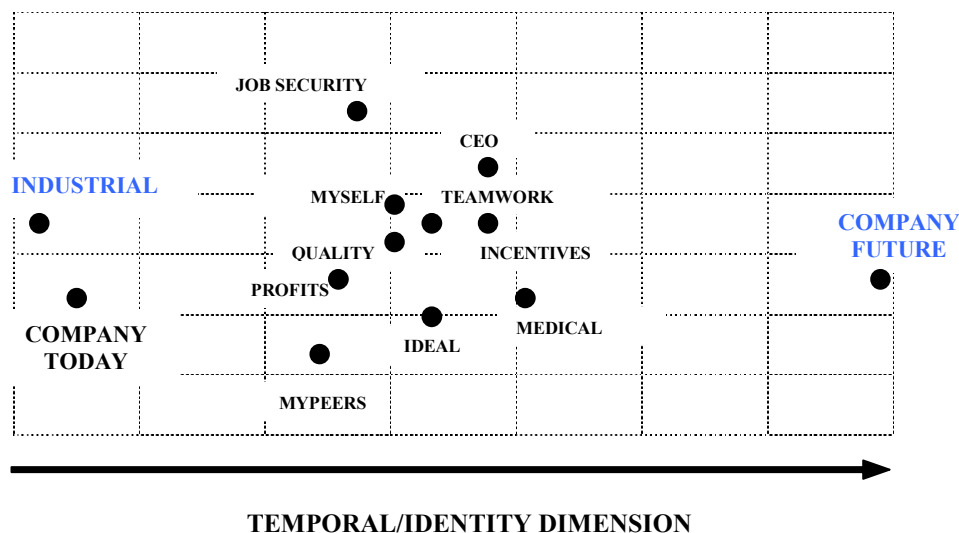 JOB SECURITY
CEO
INDUSTRIAL
MYSELF
TEAMWORK
COMPANY
FUTURE
QUALITY
INCENTIVES
PROFITS
COMPANY
TODAY
MEDICAL
IDEAL
MYPEERS
TEMPORAL/IDENTITY DIMENSION